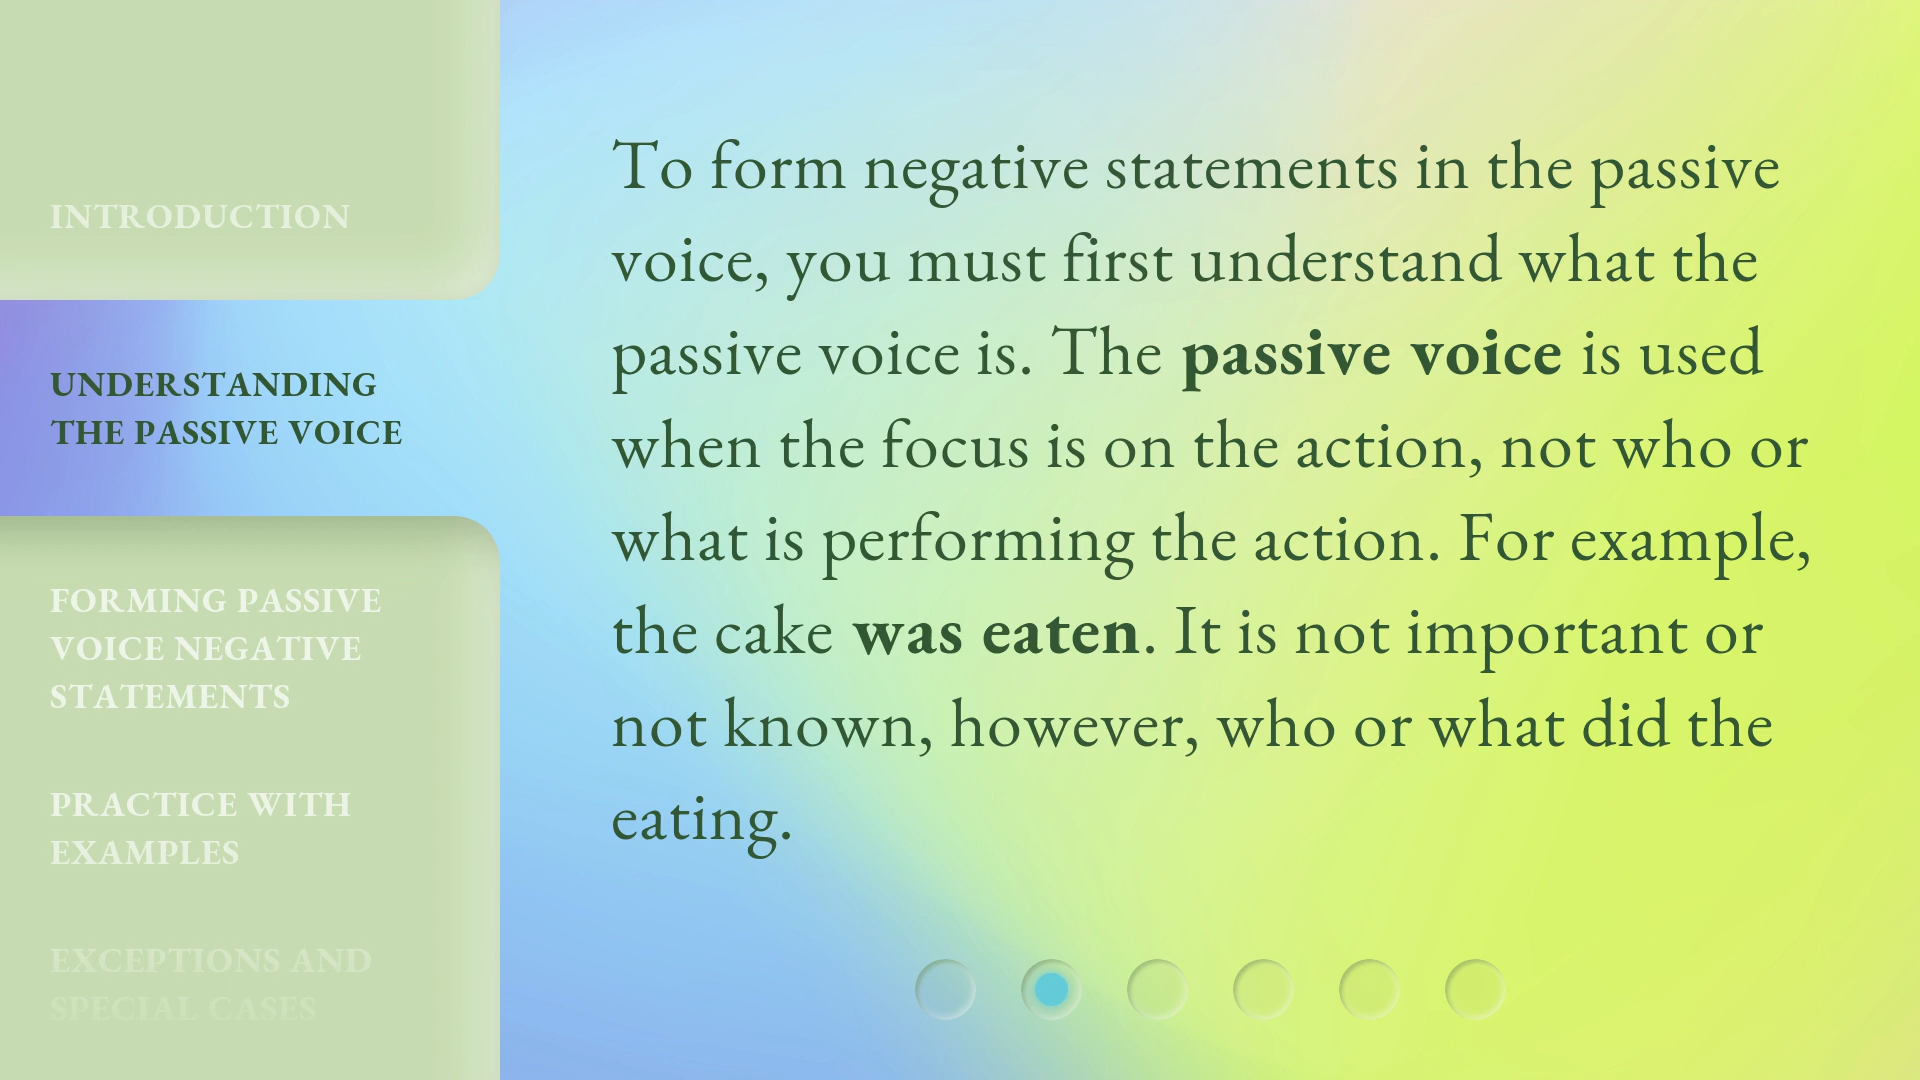 INTRODUCTION
UNDERSTANDING
THE PASSIVE VOICE
FORMING PASSIVE
VOICE NEGATIVE
STATEMENTS
PRACTICE WITH
EXAMPLES
EXCEPTIONS AND
SPECIAL CASES
To form negative statements in the passive
voice, you must first understand what the
passive voice is. The passive voice is used
when the focus is on the action, not who or
what is performing the action. For example,
the cake was eaten. It is not important or
not known, however, who or what did the
eating.